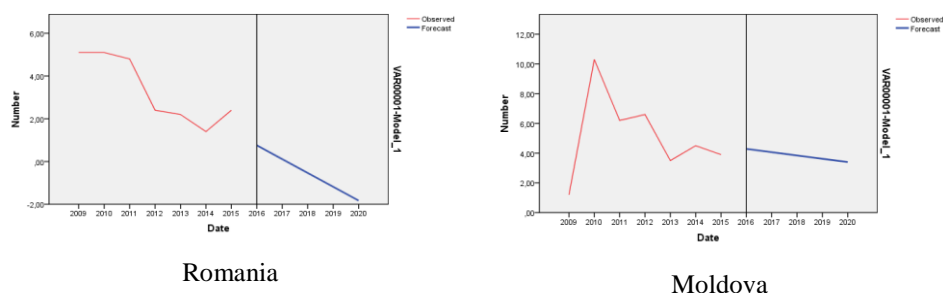 Observed
Forecast
6,00
4,00
2,00
,00
-2,00
Number
VAR00001-Model_1
2009 2010 2011 2012 2013 2014 2015 2016 2017 2018 2019 2020
Date
Romania
Observed
Forecast
12,00
10,00
8,00
6,00
4,00
2,00
,00
Number
VAR00001-Model_1
2009 2010 2011 2012 2013 2014 2015 2016 2017 2018 2019 2020
Date
Moldova